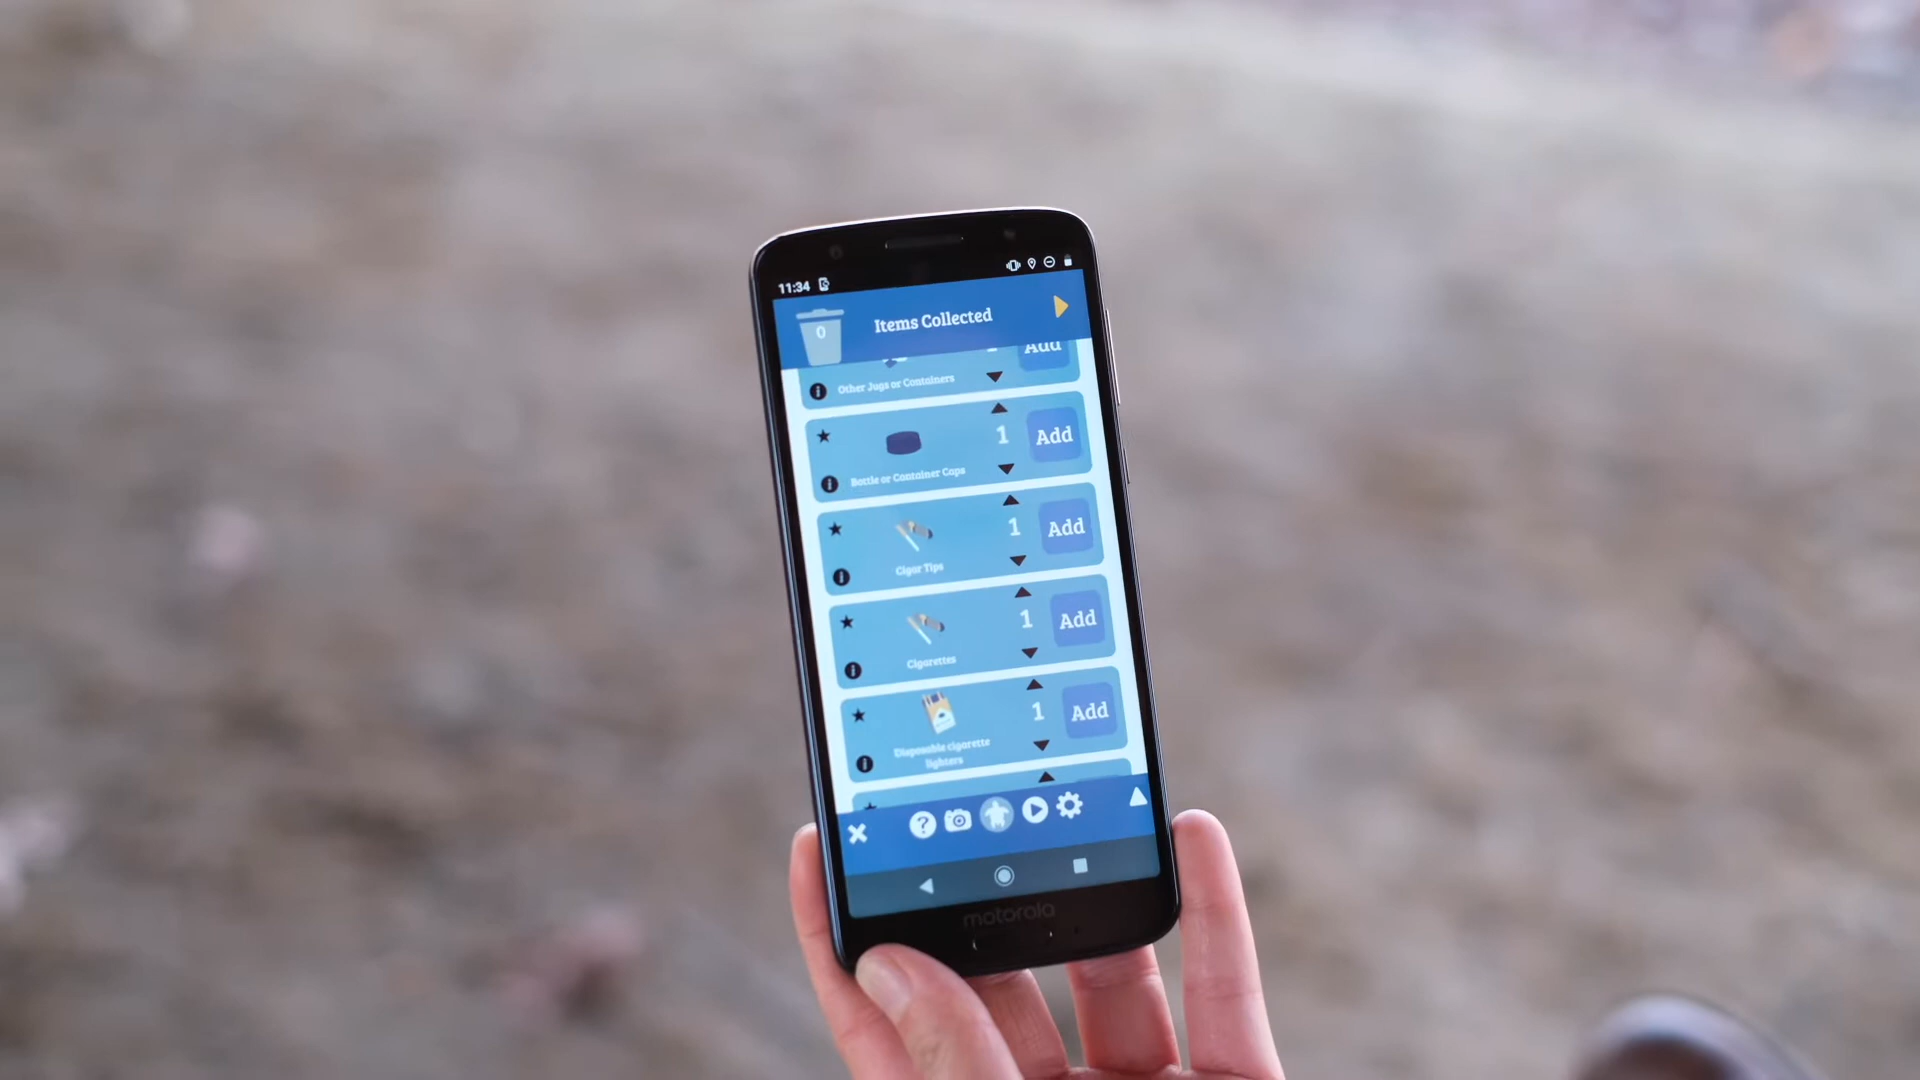 11:34
0
Items Collected
1 Add
Other Jugs or Containers
1 Add
Bottle or Container Caps
1 Add
Cigar Tips
1 Add
Cigarettes
1 Add
Disposable cigarette
lighters
motorola